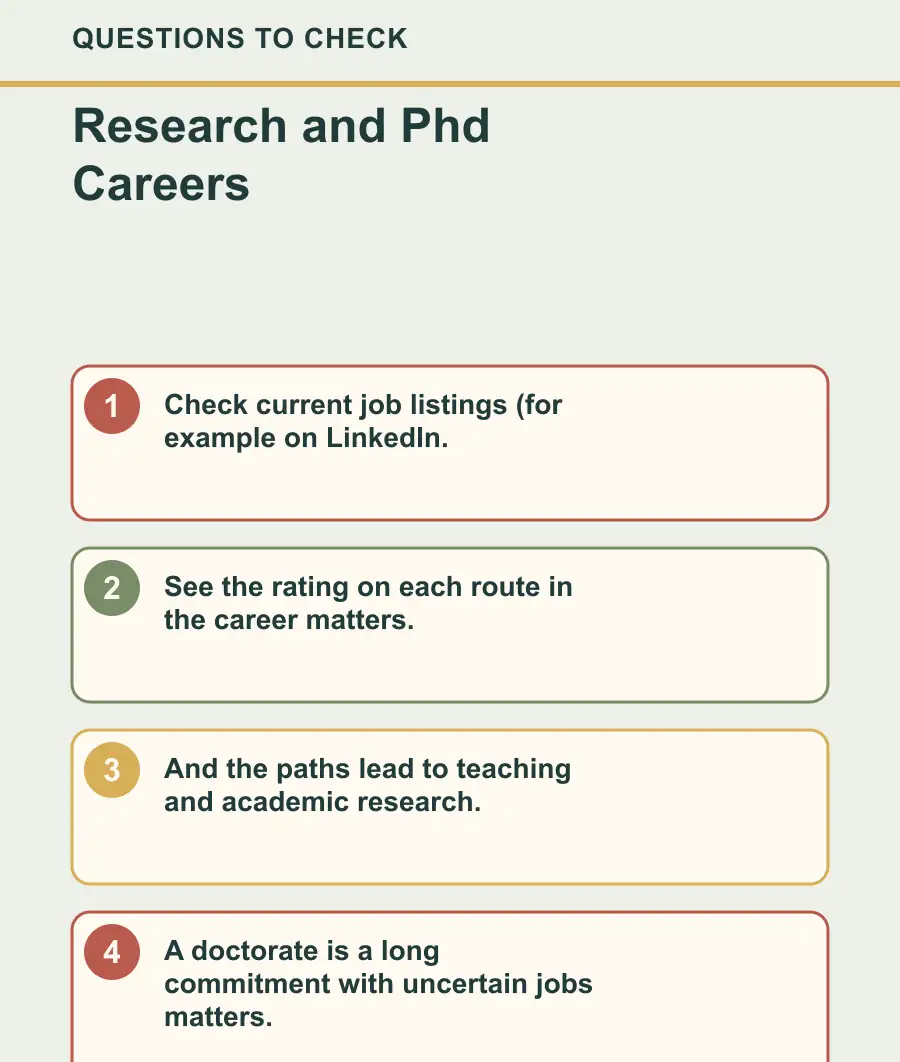 QUESTIONS TO CHECK
Research and Phd
Careers
1
Check current job listings (for
example on LinkedIn.
2
See the rating on each route in
the career matters.
3
And the paths lead to teaching
and academic research.
4
A doctorate is a long
commitment with uncertain jobs
matters.